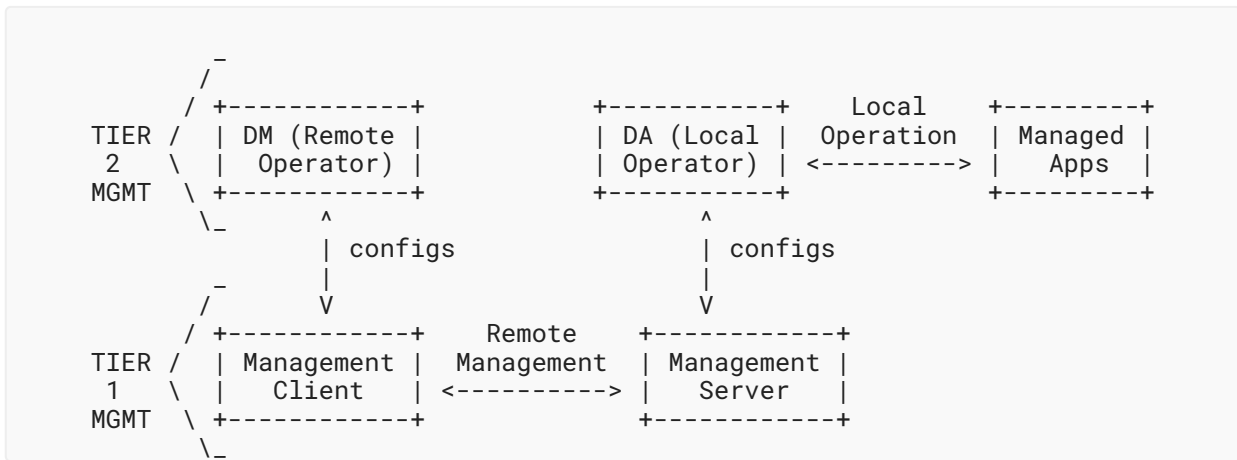 _
        /
       / +------------+           +-----------+    Local    +---------+
TIER  /  | DM (Remote |           | DA (Local |  Operation  | Managed |
 2    \  |  Operator) |           | Operator) | <---------> |   Apps  |
MGMT   \ +------------+           +-----------+             +---------+
        \_      ^                        ^
                | configs                | configs
         _      |                        |
        /       V                        V
       / +------------+    Remote    +------------+
TIER  /  | Management |  Management  | Management |
 1    \  |   Client   | <----------> |   Server   |
MGMT   \ +------------+              +------------+
        \_